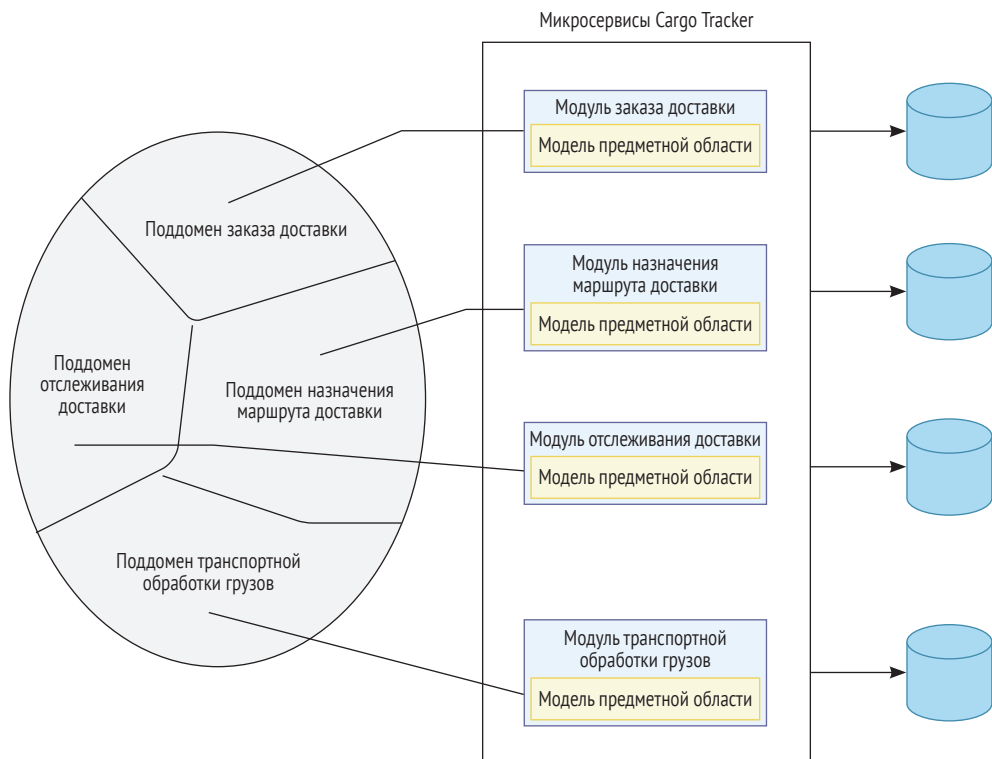 Микросервисы Cargo Tracker
Поддомен заказа доставки
Поддомен
отслеживания
доставки
Поддомен назначения
маршрута доставки
Поддомен транспортной
обработки грузов
Модуль заказа доставки
Модель предметной области
Модуль назначения
маршрута доставки
Модель предметной области
Модуль отслеживания доставки
Модель предметной области
Модуль транспортной
обработки грузов
Модель предметной области